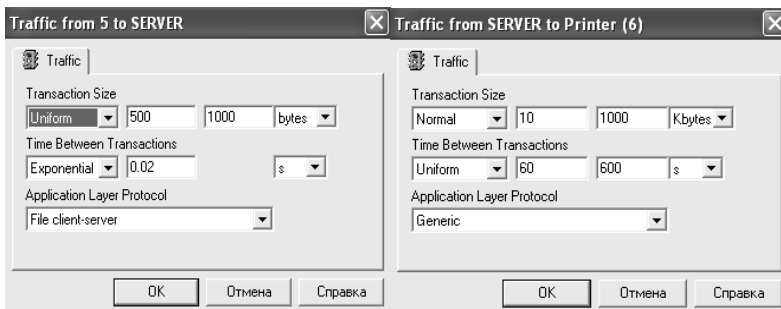 Traffic from 5 to SERVER
Traffic
Transaction Size
Uniform 500 1000 bytes
Time Between Transactions
Exponential 0.02 s
Application Layer Protocol
File client-server
OK Отмена Справка
Traffic from SERVER to Printer (6)
Traffic
Transaction Size
Normal 10 1000 Kbytes
Time Between Transactions
Uniform 60 600 s
Application Layer Protocol
Generic
OK Отмена Справка